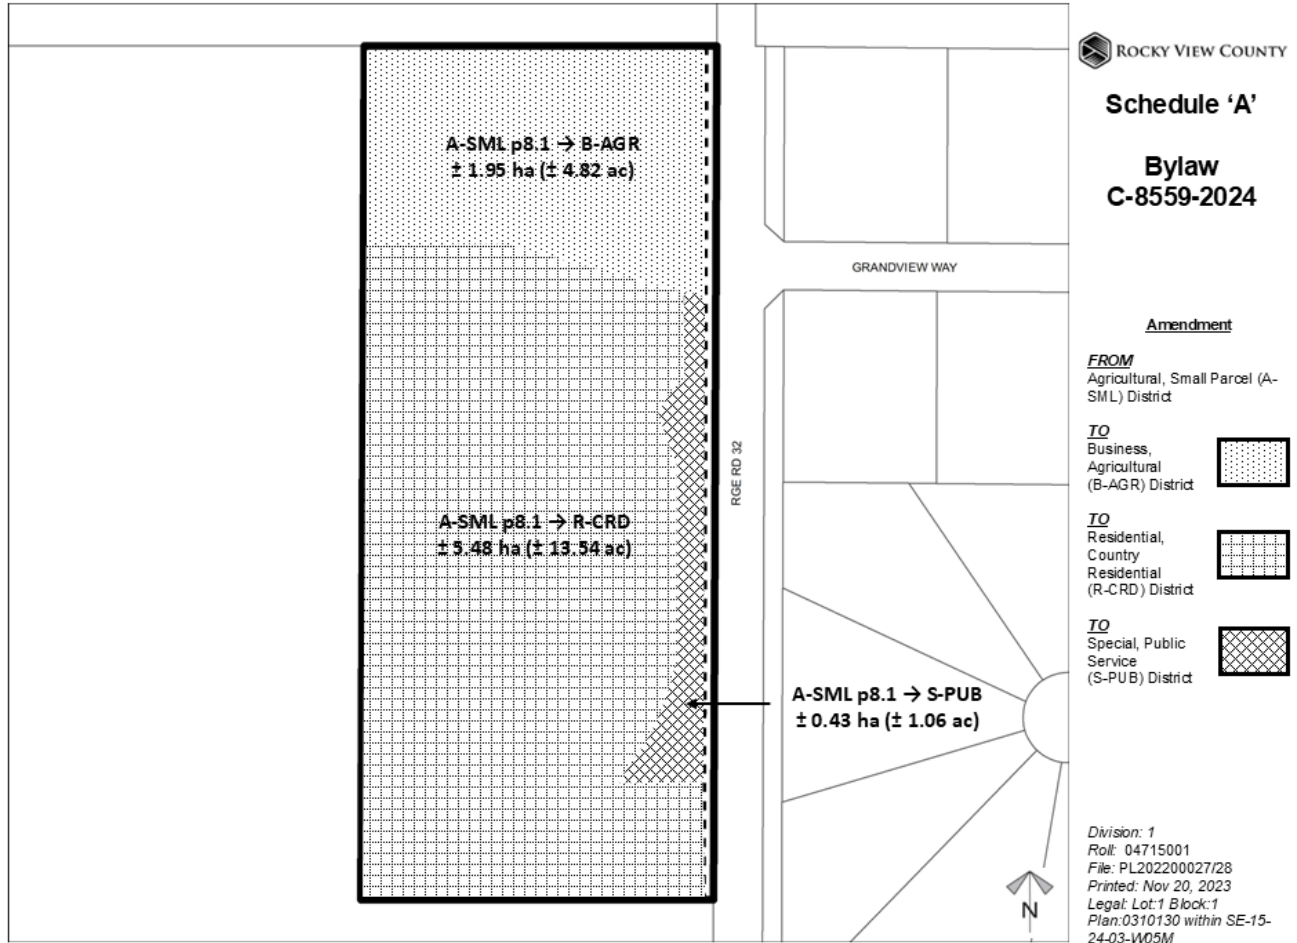 A-SML p8.1 → B-AGR
± 1.95 ha (± 4.82 ac)
GRANDVIEW WAY
RGE RD 32
A-SML p8.1 → R-CRD
± 5.48 ha (± 13.54 ac)
A-SML p8.1 → S-PUB
± 0.43 ha (± 1.06 ac)
N
ROCKY VIEW COUNTY
Schedule ‘A’
Bylaw
C-8559-2024
Amendment
FROM
Agricultural, Small Parcel (A-
SML) District
TO
Business,
Agricultural
(B-AGR) District
TO
Residential,
Country
Residential
(R-CRD) District
TO
Special, Public
Service
(S-PUB) District
Division: 1
Roll: 04715001
File: PL202200027/28
Printed: Nov 20, 2023
Legal: Lot:1 Block:1
Plan:0310130 within SE-15-
24-03-W05M